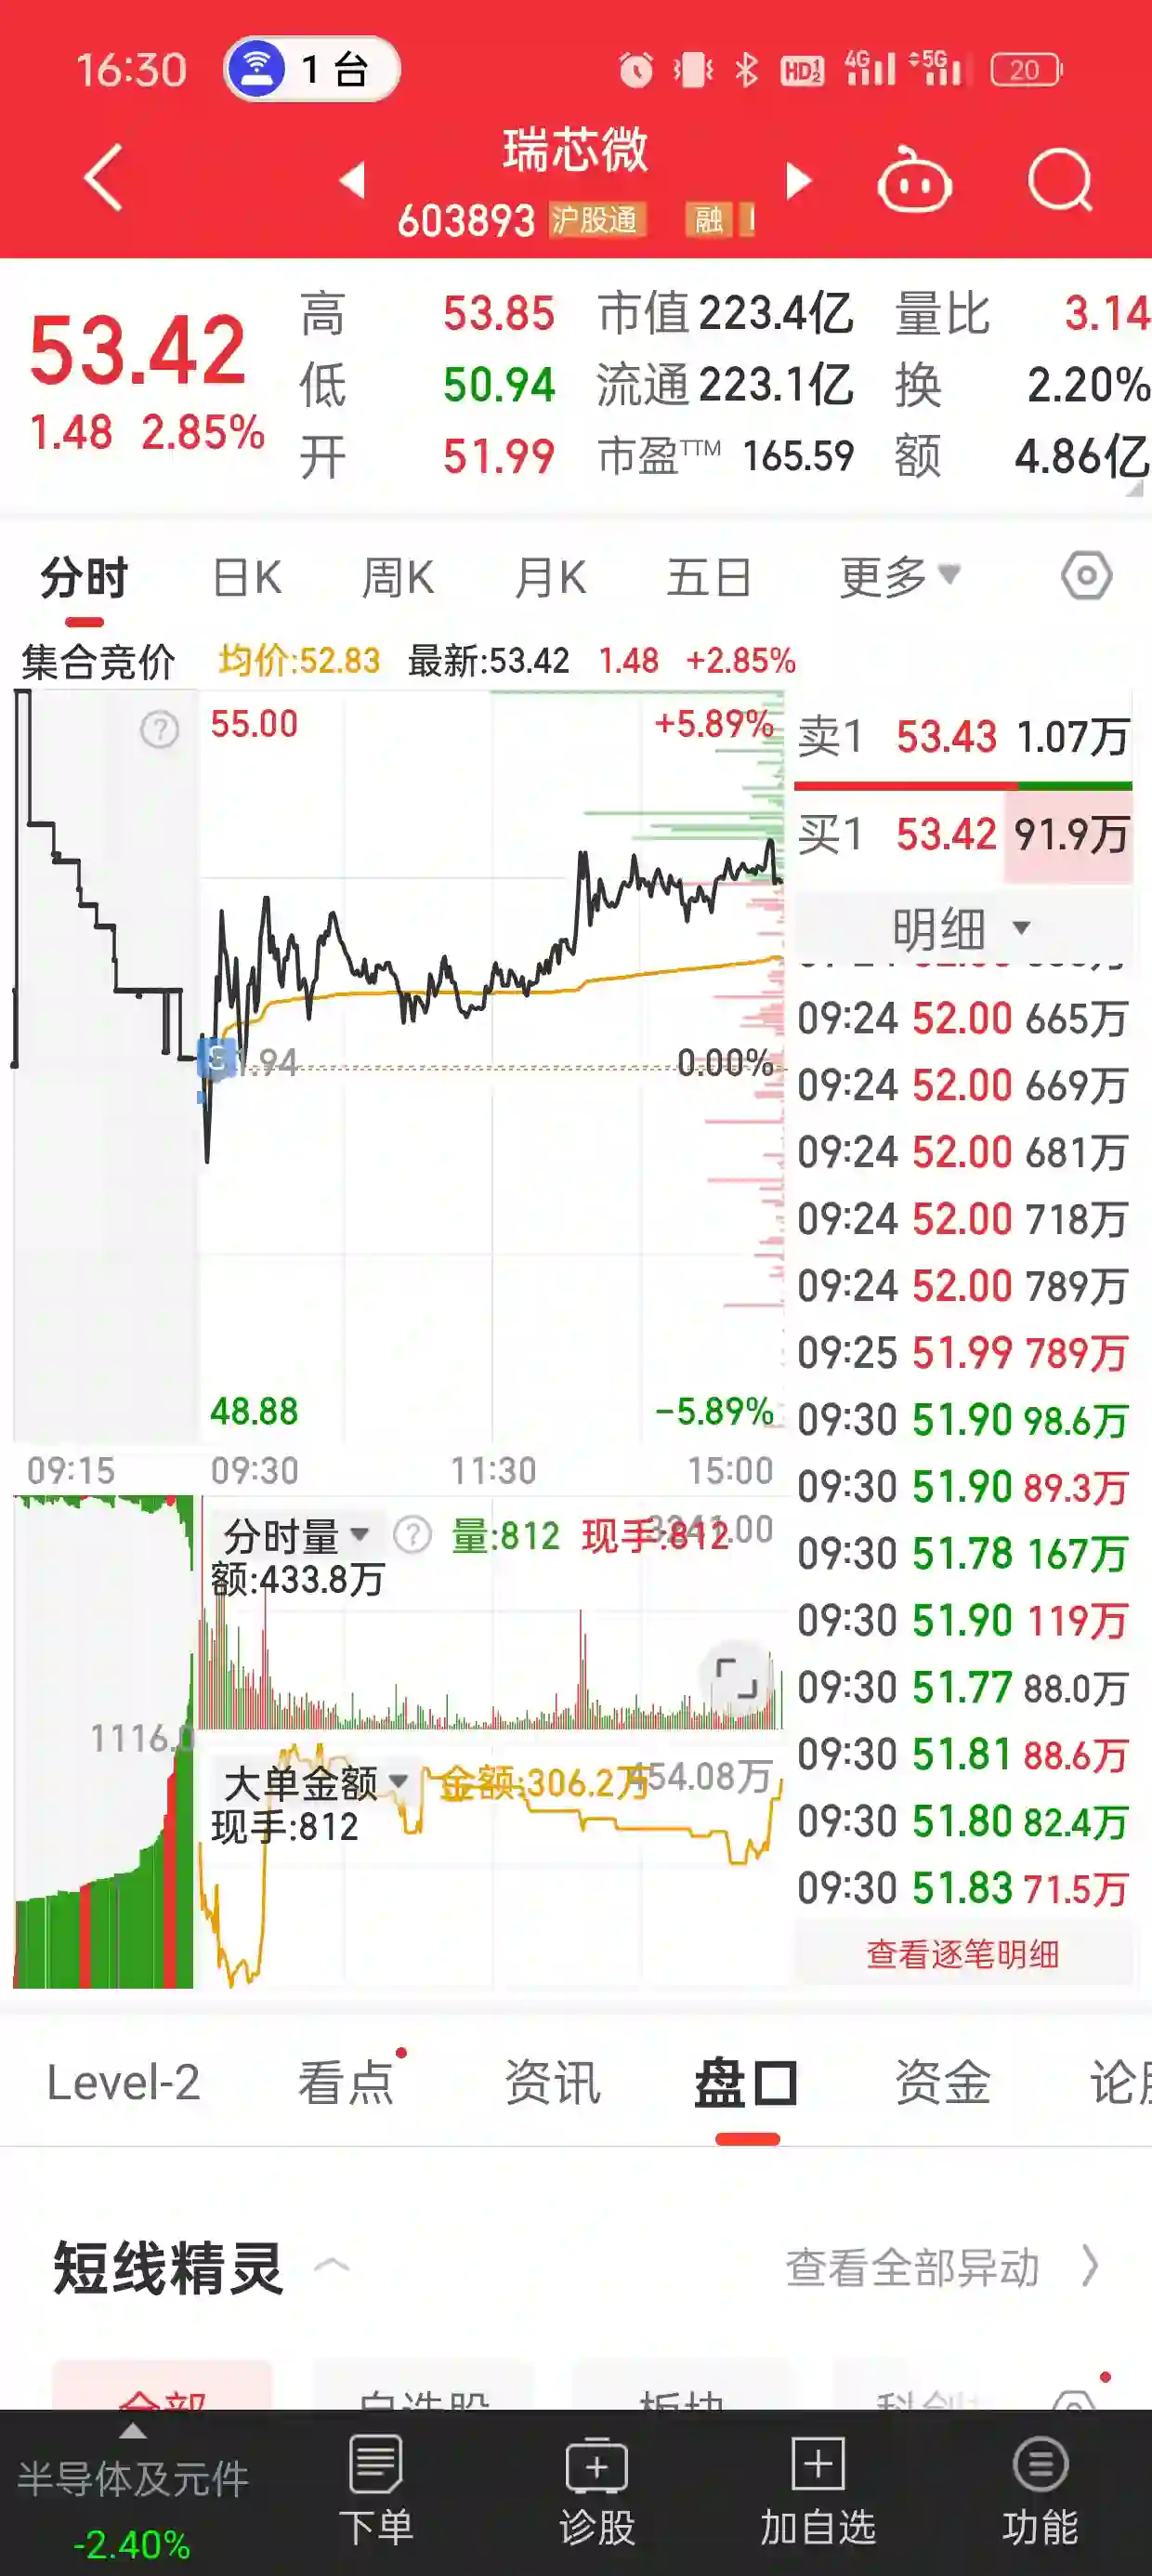 16:30 1 台 HD1 2 4G 5G 20
瑞芯微
603893 沪股通 融
53.42
1.48 2.85%
高 53.85 市值 223.4亿 量比 3.14
低 50.94 流通 223.1亿 换 2.20%
开 51.99 市盈TTM 165.59 额 4.86亿
分时 日K 周K 月K 五日 更多
集合竞价 均价:52.83 最新:53.42 1.48 +2.85%
55.00 +5.89%
卖1 53.43 1.07万
买1 53.42 91.9万
明细
09:24 52.00 665万
0.00%
09:24 52.00 669万
09:24 52.00 681万
09:24 52.00 718万
09:24 52.00 789万
09:25 51.99 789万
48.88 -5.89%
09:30 51.90 98.6万
09:15 09:30 11:30 15:00
09:30 51.90 89.3万
分时量 ? 量:812 现手:812
额:433.8万
09:30 51.78 167万
09:30 51.90 119万
09:30 51.77 88.0万
1116.0
09:30 51.81 88.6万
大单金额 金额:306.2万 454.08万
现手:812
09:30 51.80 82.4万
09:30 51.83 71.5万
查看逐笔明细
Level-2 看点 资讯 盘口 资金
短线精灵 查看全部异动
全部 自选股 板块
半导体及元件
-2.40%
下单 诊股 加自选 功能